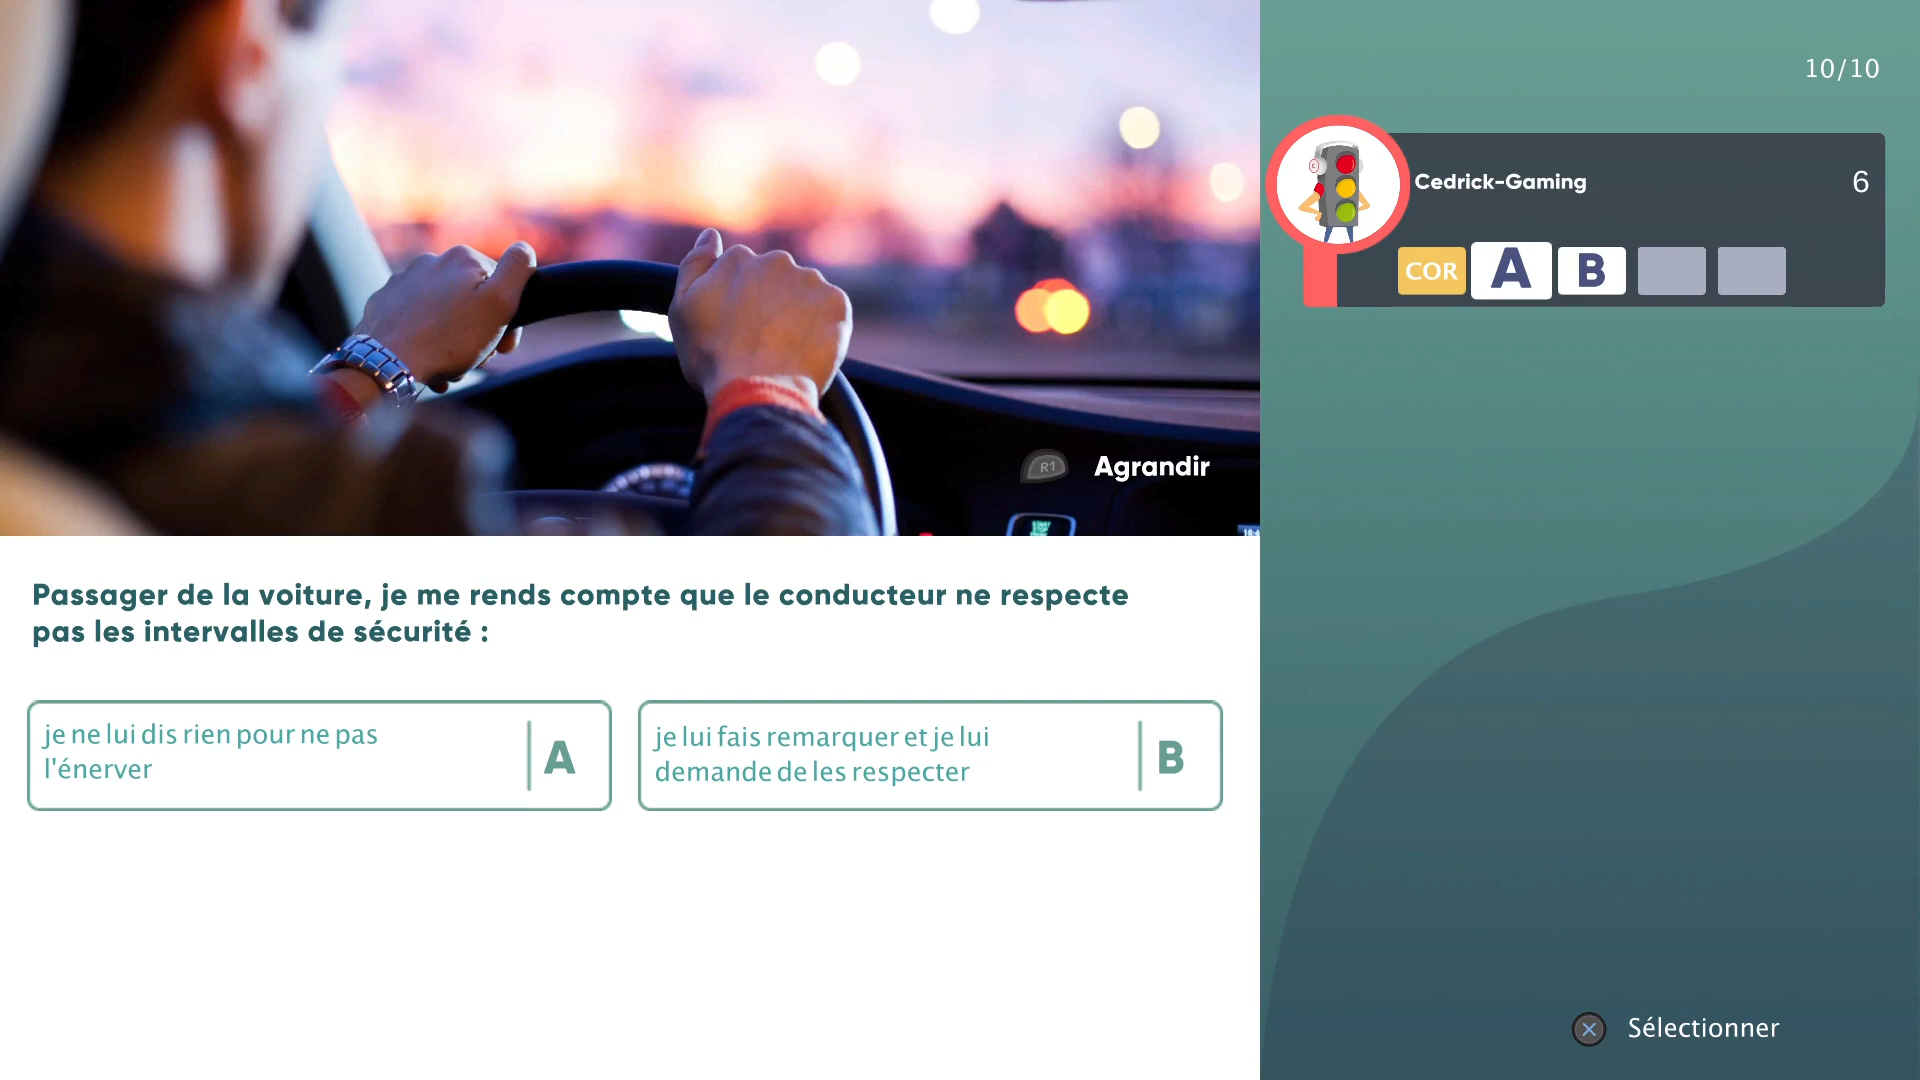 10/10
Cedrick-Gaming
6
COR
A
B
R1
Agrandir
Passager de la voiture, je me rends compte que le conducteur ne respecte
pas les intervalles de sécurité :
je ne lui dis rien pour ne pas
l'énerver
A
je lui fais remarquer et je lui
demande de les respecter
B
Sélectionner